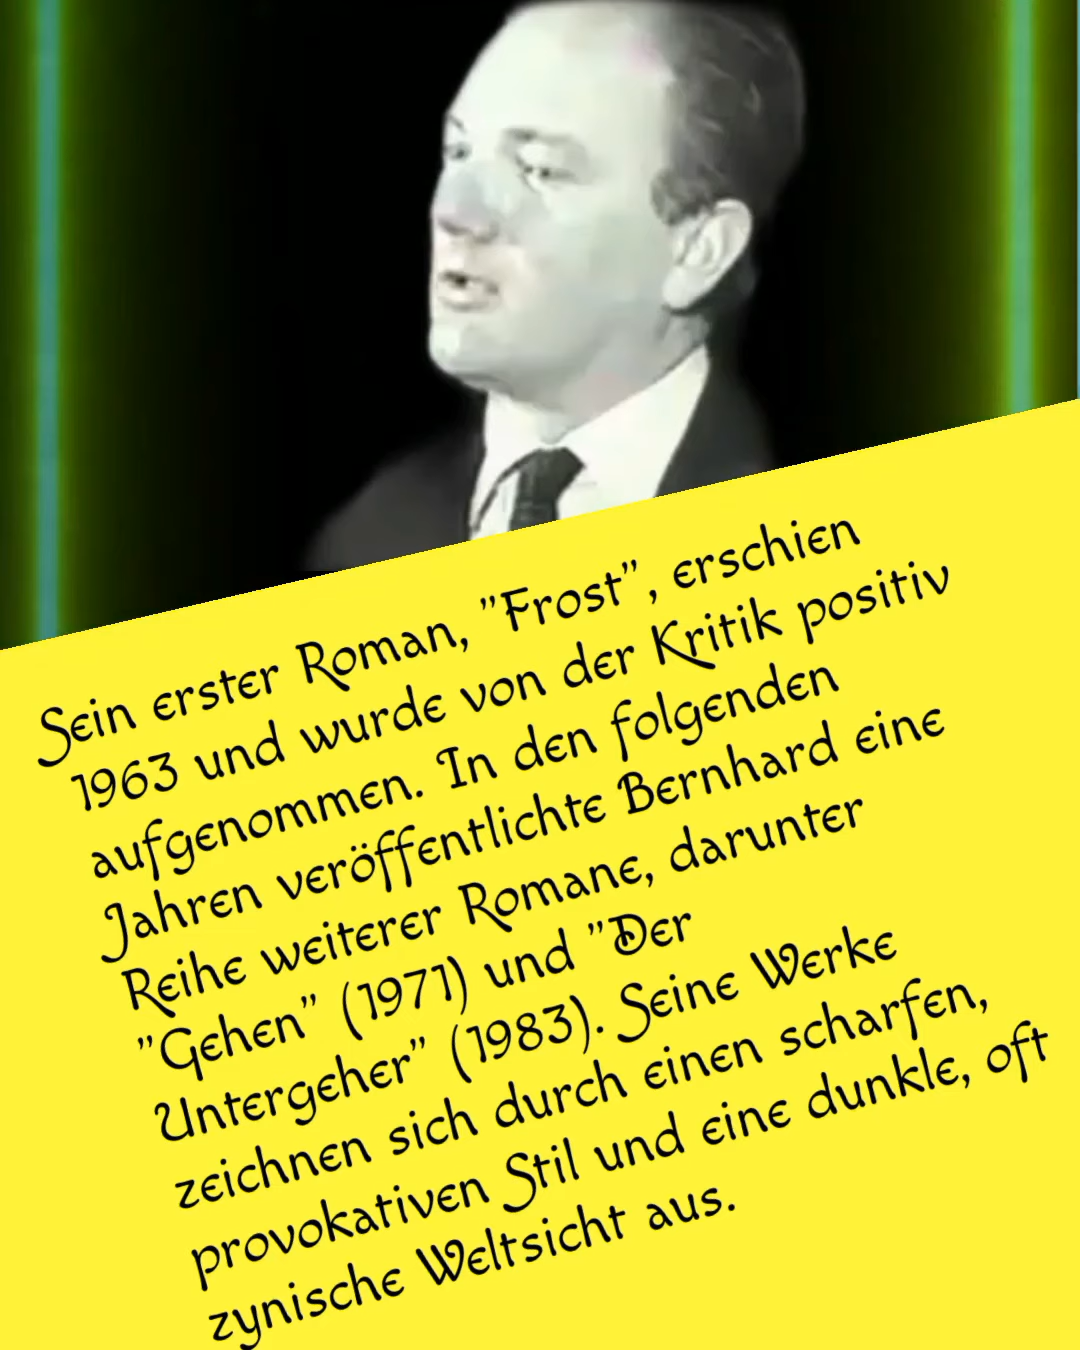 Sein erster Roman, "Frost", erschien
1963 und wurde von der Kritik positiv
aufgenommen. In den folgenden
Jahren veröffentlichte Bernhard eine
Reihe weiterer Romane, darunter
"Gehen" (1971) und "Der
Untergeher" (1983). Seine Werke
zeichnen sich durch einen scharfen,
provokativen Stil und eine dunkle, oft
zynische Weltsicht aus.